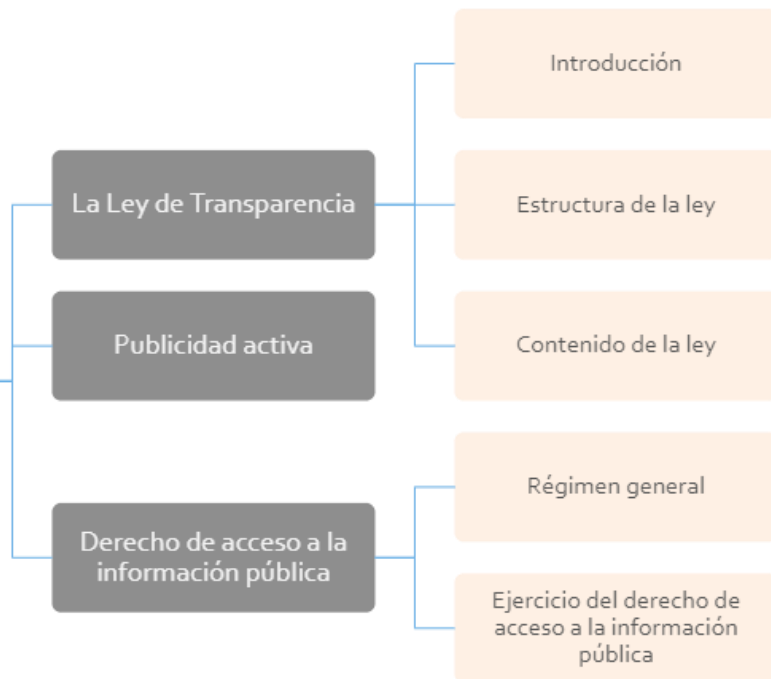 La Ley de Transparencia
Introducción
Estructura de la ley
Contenido de la ley
Publicidad activa
Derecho de acceso a la
información pública
Régimen general
Ejercicio del derecho de
acceso a la información
pública